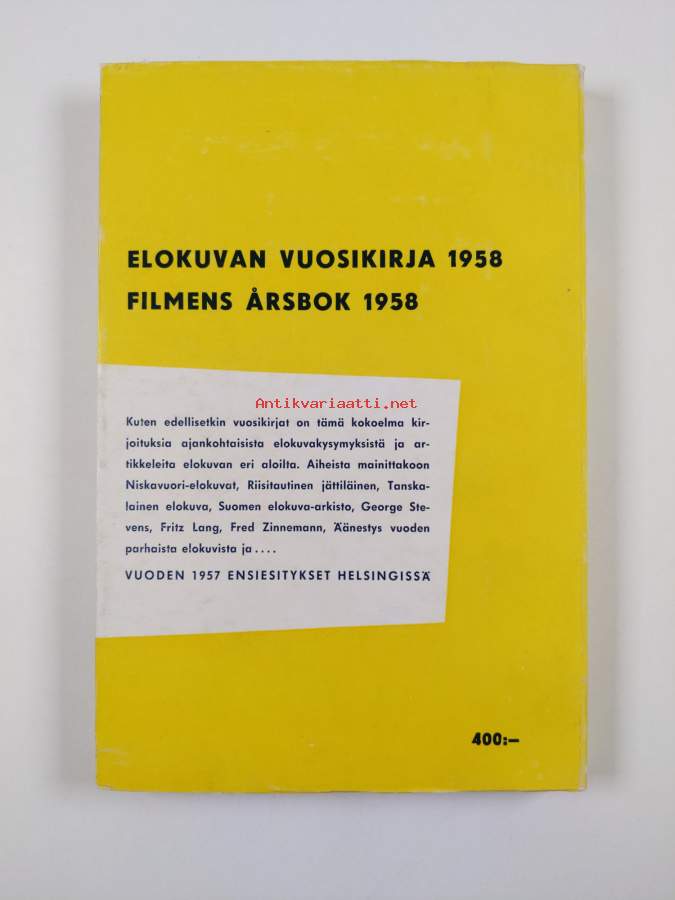 ELOKUVAN VUOSIKIRJA 1958
FILMENS ÅRSBOK 1958
Antikvariaatti.net
Kuten edellisetkin vuosikirjat on tämä kokoelma kir-
joituksia ajankohtaisista elokuvakysymyksistä ja ar-
tikkeleita elokuvan eri aloilta. Aiheista mainittakoon
Niskavuori-elokuvat, Riisitautinen jättiläinen, Tanska-
lainen elokuva, Suomen elokuva-arkisto, George Ste-
vens, Fritz Lang, Fred Zinnemann, Äänestys vuoden
parhaista elokuvista ja....
VUODEN 1957 ENSIESITYKSET HELSINGISSÄ
400:–